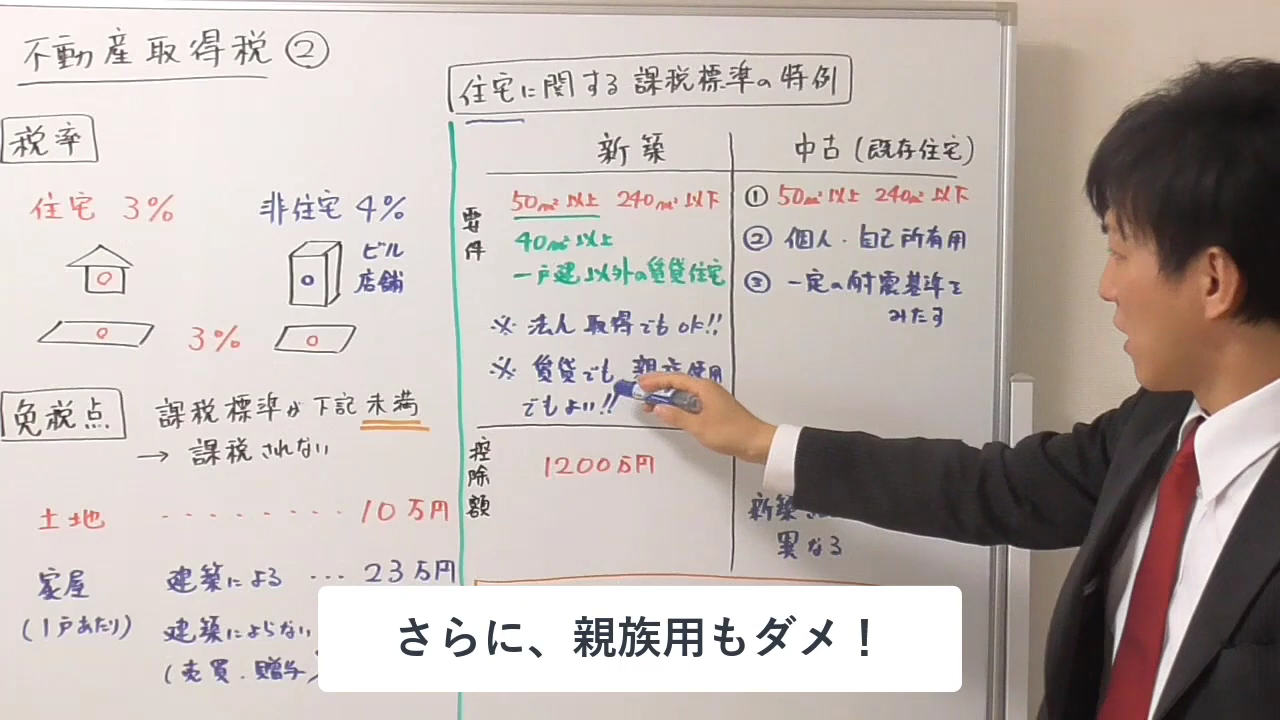 不動産取得税②
税率
住宅 3%
非住宅 4%
ビル
店舗
3%
免税点
課税標準が下記未満
→ 課税されない
土地 ········ 10万円
家屋
(1戸あたり)
建築による ··· 23万円
建築によらない
(売買・贈与
住宅に関する課税標準の特例
新築
中古(既存住宅)
要件
50m²以上 240m²以下
40m²以上
一戸建以外の賃貸住宅
※ 法人取得でもOK!!
※ 賃貸でも 親族使用
でもよい!!
① 50m²以上 240m²以下
② 個人・自己所有用
③ 一定の耐震基準を
みたす
控除額
1200万円
新築
異なる
さらに、親族用もダメ！